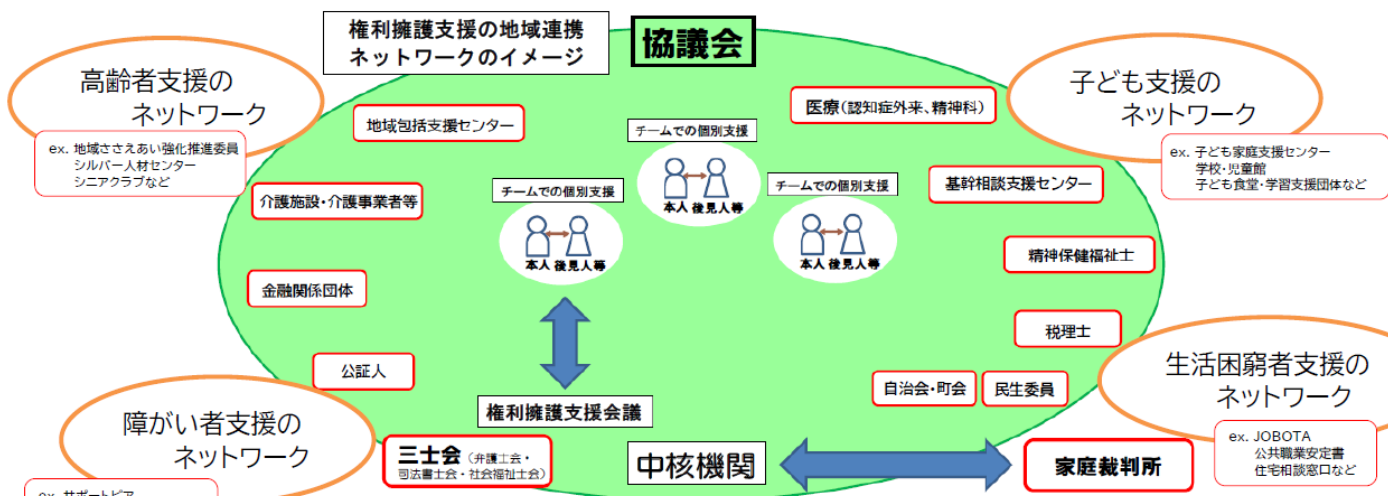 権利擁護支援の地域連携
ネットワークのイメージ
協議会
高齢者支援の
ネットワーク
ex. 地域ささえあい強化推進委員
シルバー人材センター
シニアクラブなど
子ども支援の
ネットワーク
ex. 子ども家庭支援センター
学校・児童館
子ども食堂・学習支援団体など
地域包括支援センター
医療(認知症外来、精神科)
チームでの個別支援
本人 後見人等
チームでの個別支援
本人 後見人等
チームでの個別支援
本人 後見人等
介護施設・介護事業者等
基幹相談支援センター
金融関係団体
精神保健福祉士
公証人
税理士
自治会・町会
民生委員
権利擁護支援会議
障がい者支援の
ネットワーク
生活困窮者支援の
ネットワーク
ex. JOBOTA
公共職業安定書
住宅相談窓口など
三士会(弁護士会・
司法書士会・社会福祉士会)
中核機関
家庭裁判所
ex. サポートピア